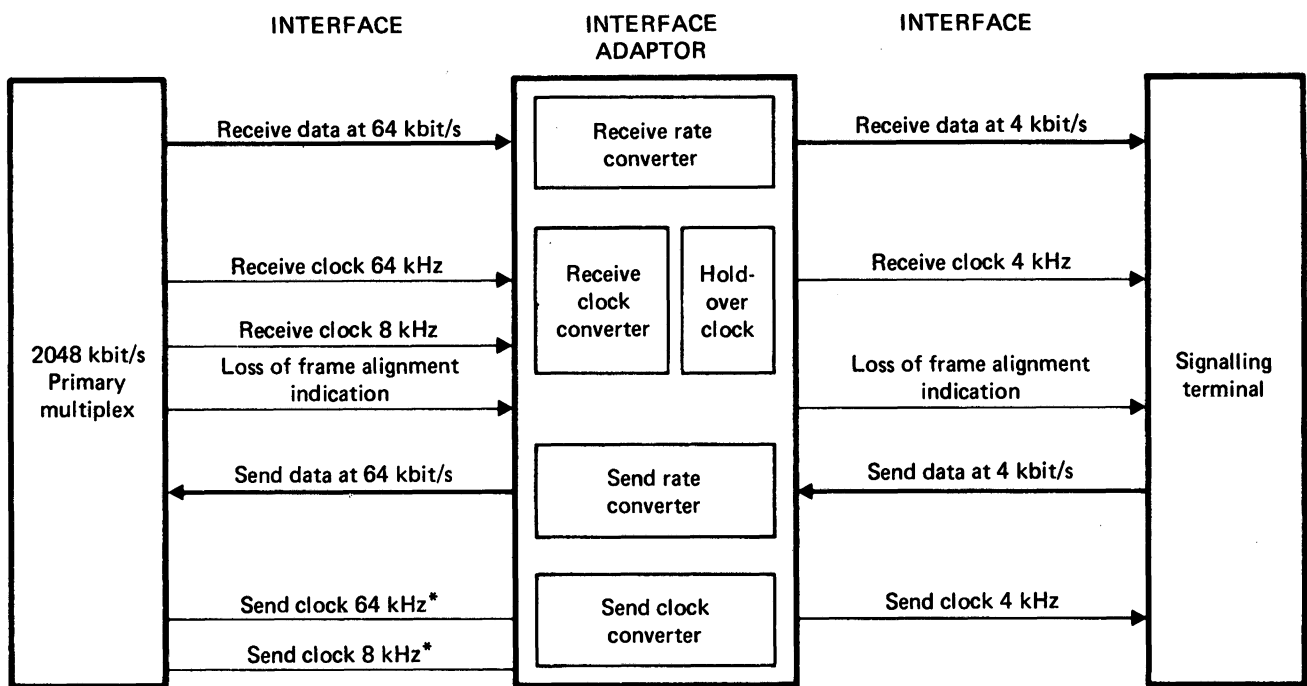 INTERFACE
INTERFACE
ADAPTOR
INTERFACE
Receive data at 64 kbit/s
Receive rate
converter
Receive data at 4 kbit/s
Receive clock 64 kHz
Receive clock 8 kHz
Loss of frame alignment
indication
Receive
clock
converter
Hold-
over
clock
Receive clock 4 kHz
Loss of frame alignment
indication
2048 kbit/s
Primary
multiplex
Signalling
terminal
Send data at 64 kbit/s
Send rate
converter
Send data at 4 kbit/s
Send clock 64 kHz*
Send clock 8 kHz*
Send clock
converter
Send clock 4 kHz